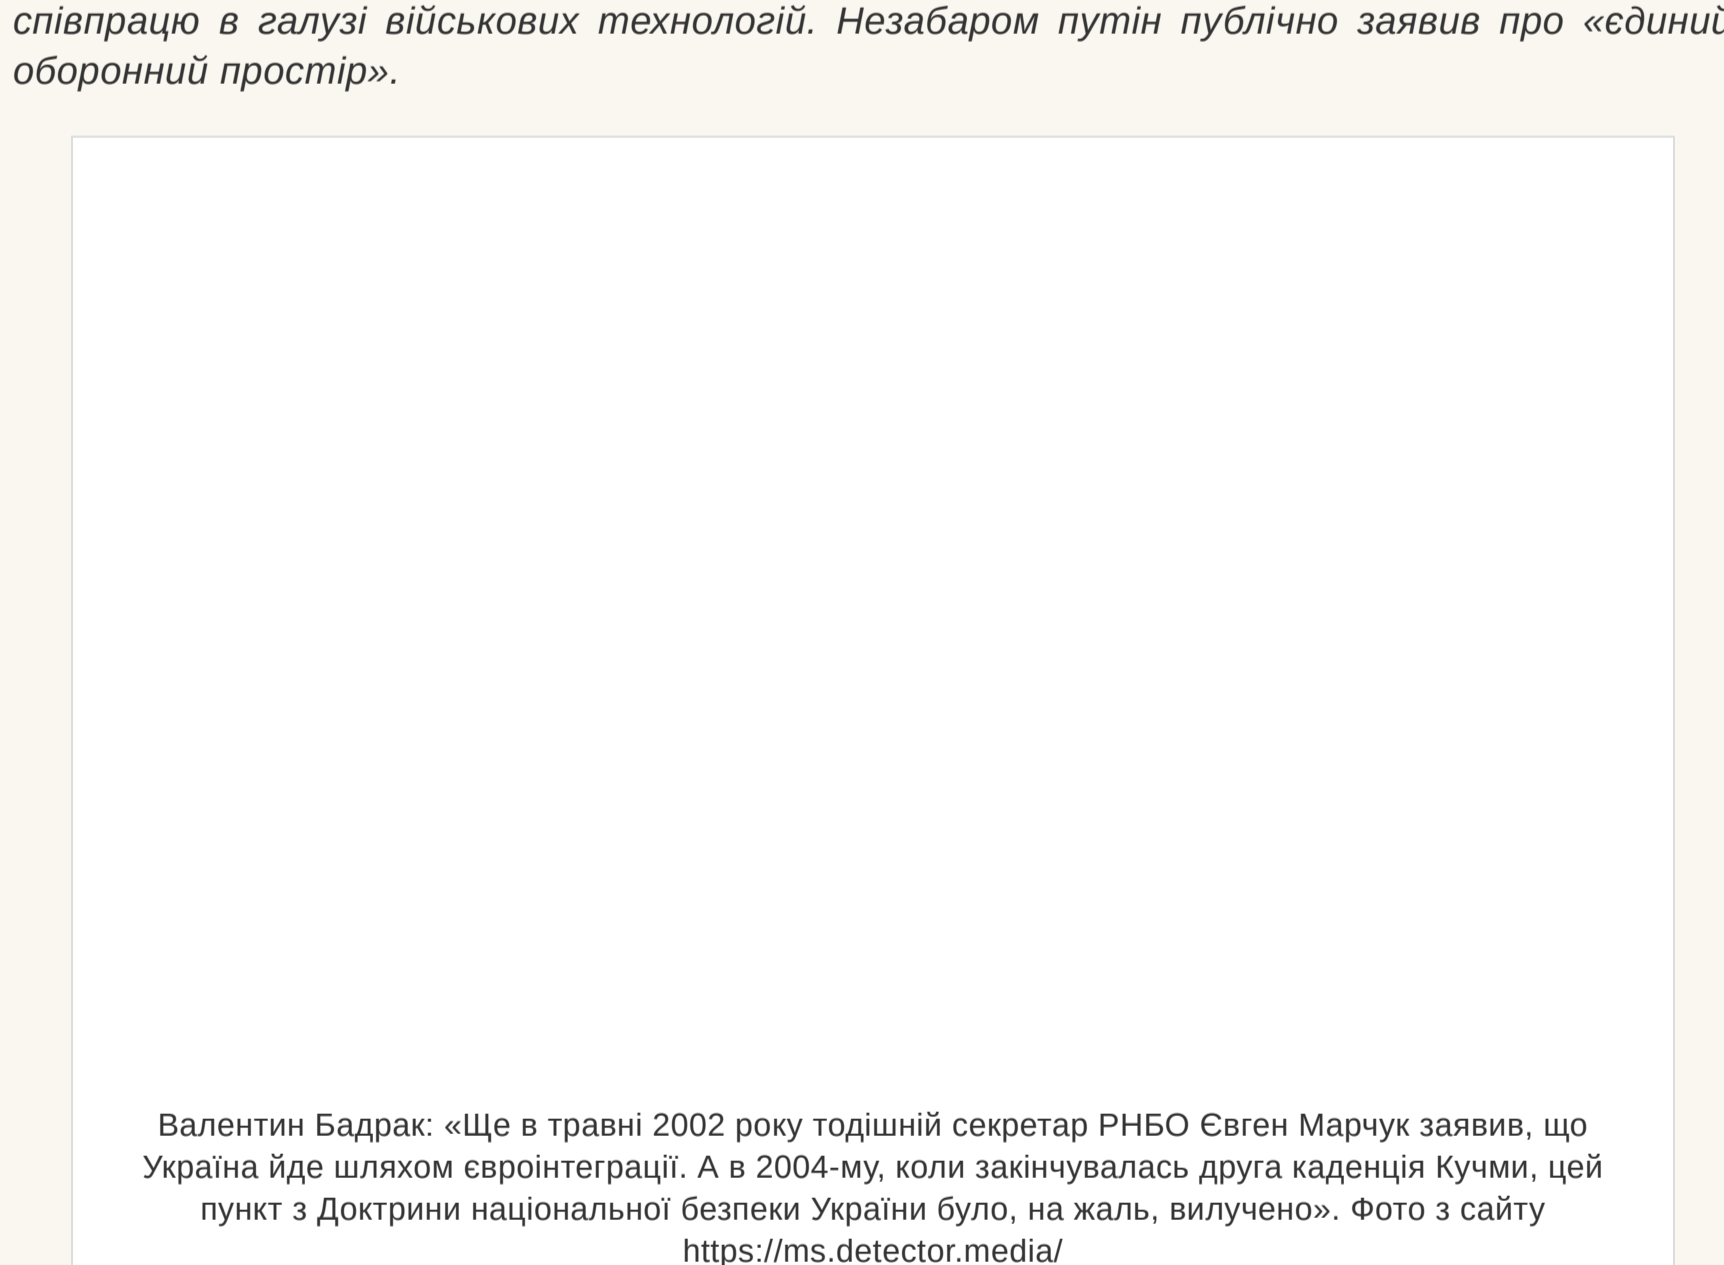 співпрацю в галузі військових технологій. Незабаром путін публічно заявив про «єдиний
оборонний простір».
Валентин Бадрак: «Ще в травні 2002 року тодішній секретар РНБО Євген Марчук заявив, що
Україна йде шляхом євроінтеграції. А в 2004-му, коли закінчувалась друга каденція Кучми, цей
пункт з Доктрини національної безпеки України було, на жаль, вилучено». Фото з сайту
https://ms.detector.media/